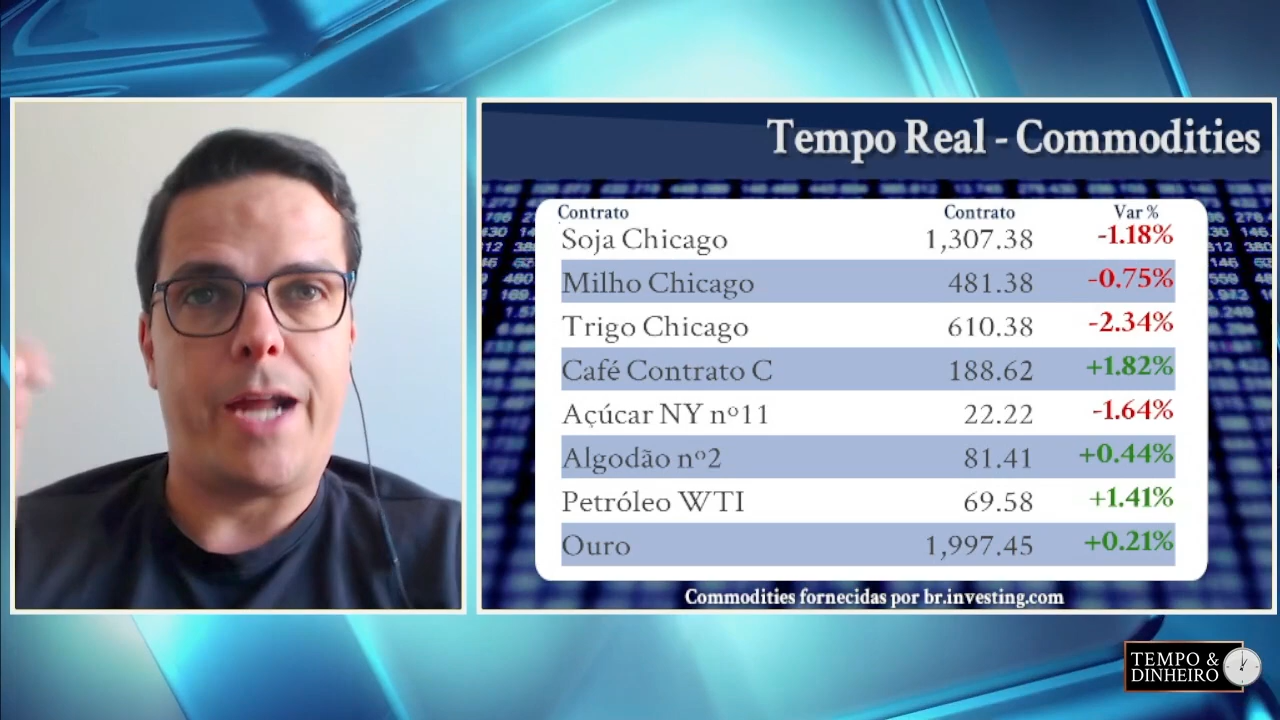 Tempo Real - Commodities
Contrato Contrato Var %
Soja Chicago 1,307.38 -1.18%
Milho Chicago 481.38 -0.75%
Trigo Chicago 610.38 -2.34%
Café Contrato C 188.62 +1.82%
Açúcar NY nº11 22.22 -1.64%
Algodão nº2 81.41 +0.44%
Petróleo WTI 69.58 +1.41%
Ouro 1,997.45 +0.21%
Commodities fornecidas por br.investing.com
TEMPO &
DINHEIRO